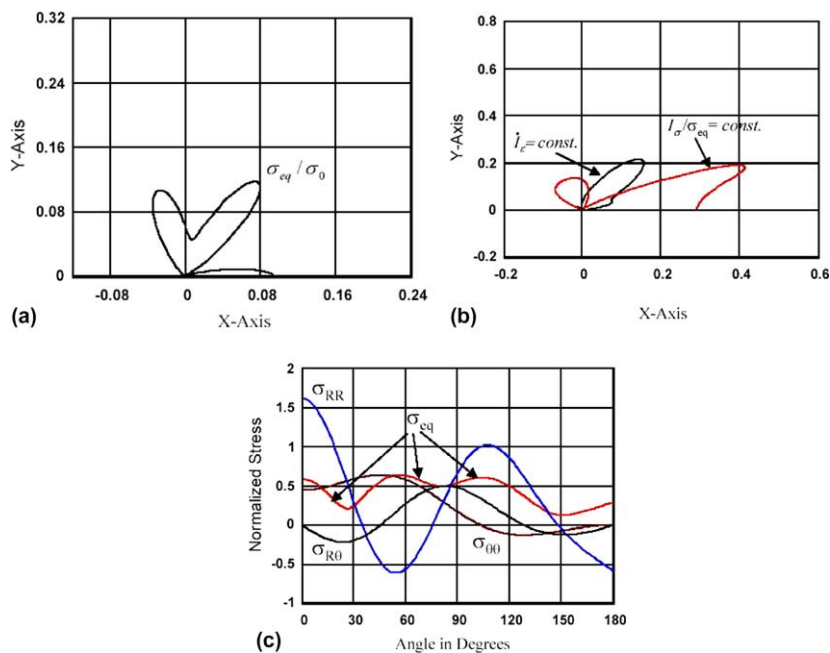 0.32
0.24
0.16
0.08
0
-0.08
0
0.08
0.16
0.24
Y-Axis
X-Axis
σeq / σ0
(a)
0.8
0.6
0.4
0.2
0
-0.2
-0.2
0
0.2
0.4
0.6
Y-Axis
X-Axis
İε= const.
Iσ/σeq= const.
(b)
2
1.5
1
0.5
0
-0.5
-1
0
30
60
90
120
150
180
Normalized Stress
Angle in Degrees
σRR
σeq
σRθ
σθθ
(c)